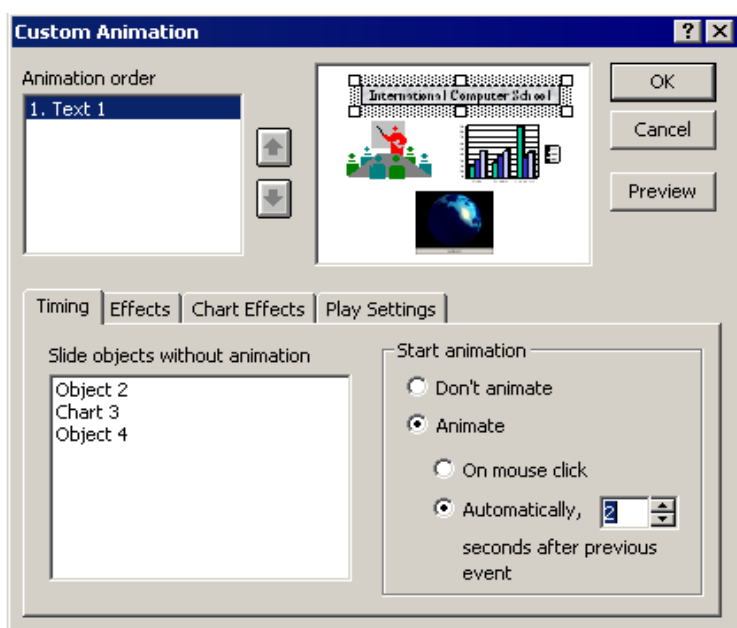 Custom Animation
Animation order
1. Text 1
International Computer School
OK
Cancel
Preview
Timing
Effects
Chart Effects
Play Settings
Slide objects without animation
Object 2
Chart 3
Object 4
Start animation
Don't animate
Animate
On mouse click
Automatically, 2
seconds after previous
event